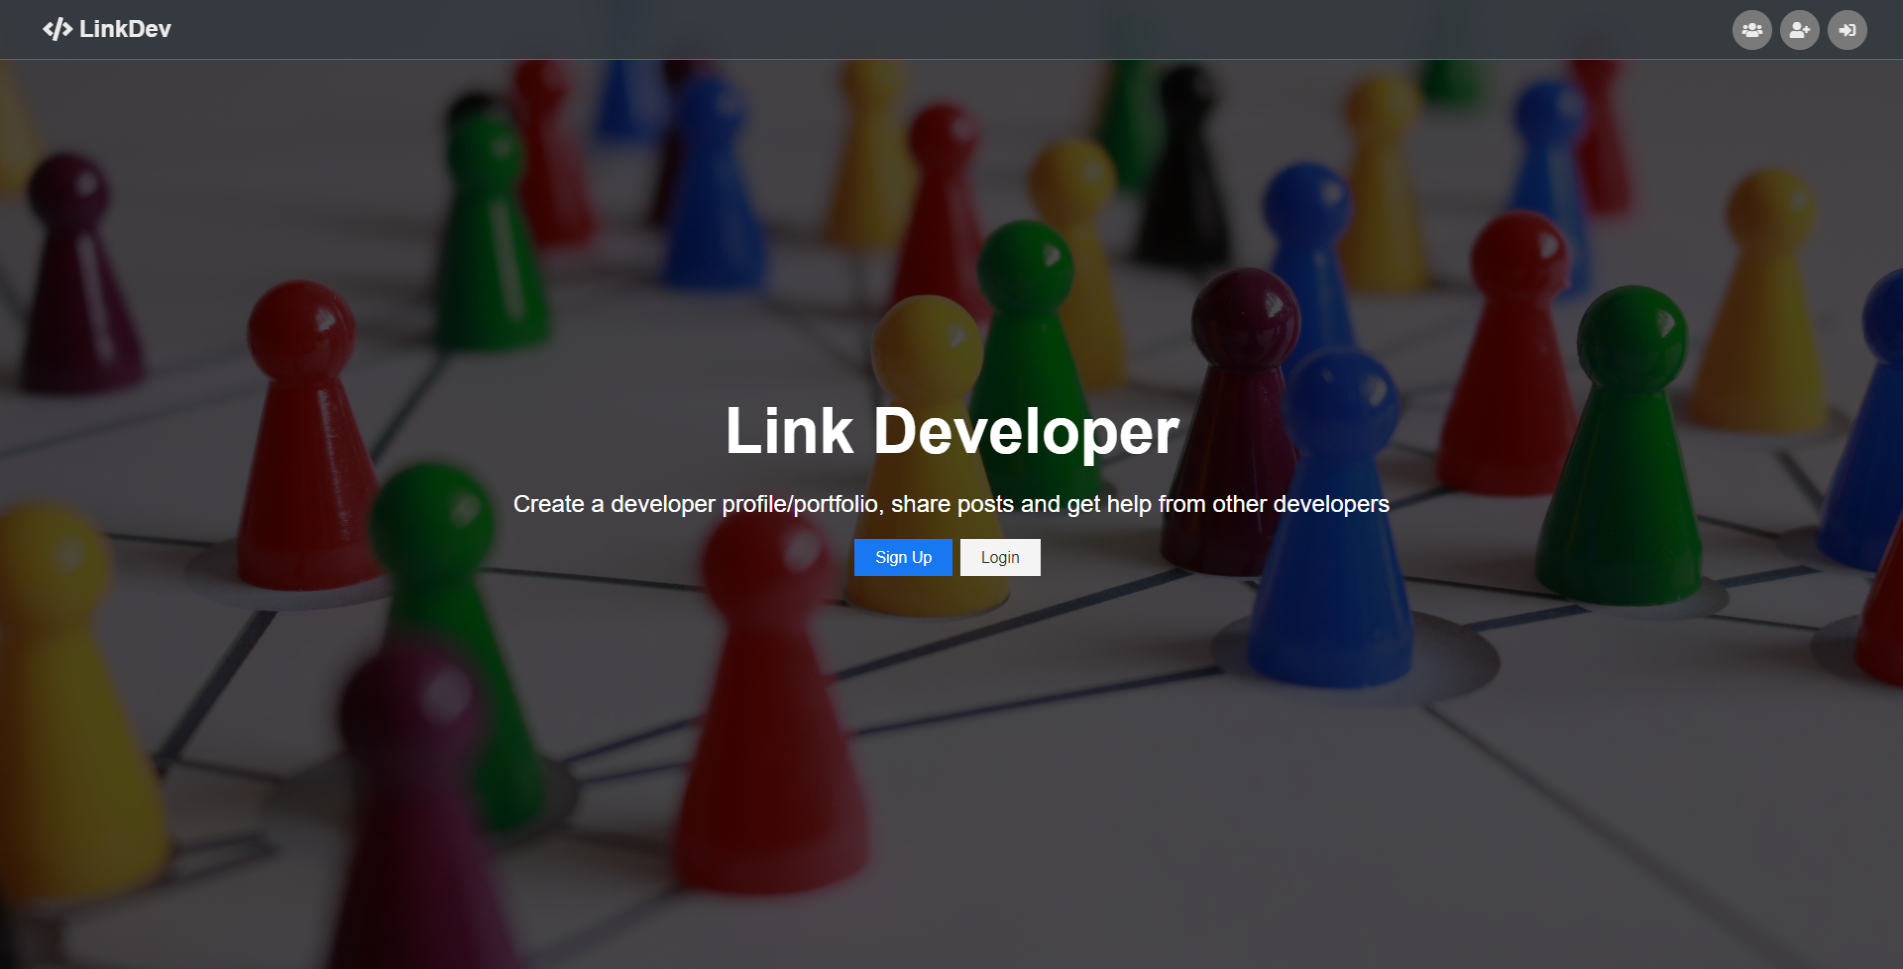 </> LinkDev
Link Developer
Create a developer profile/portfolio, share posts and get help from other developers
Sign Up
Login